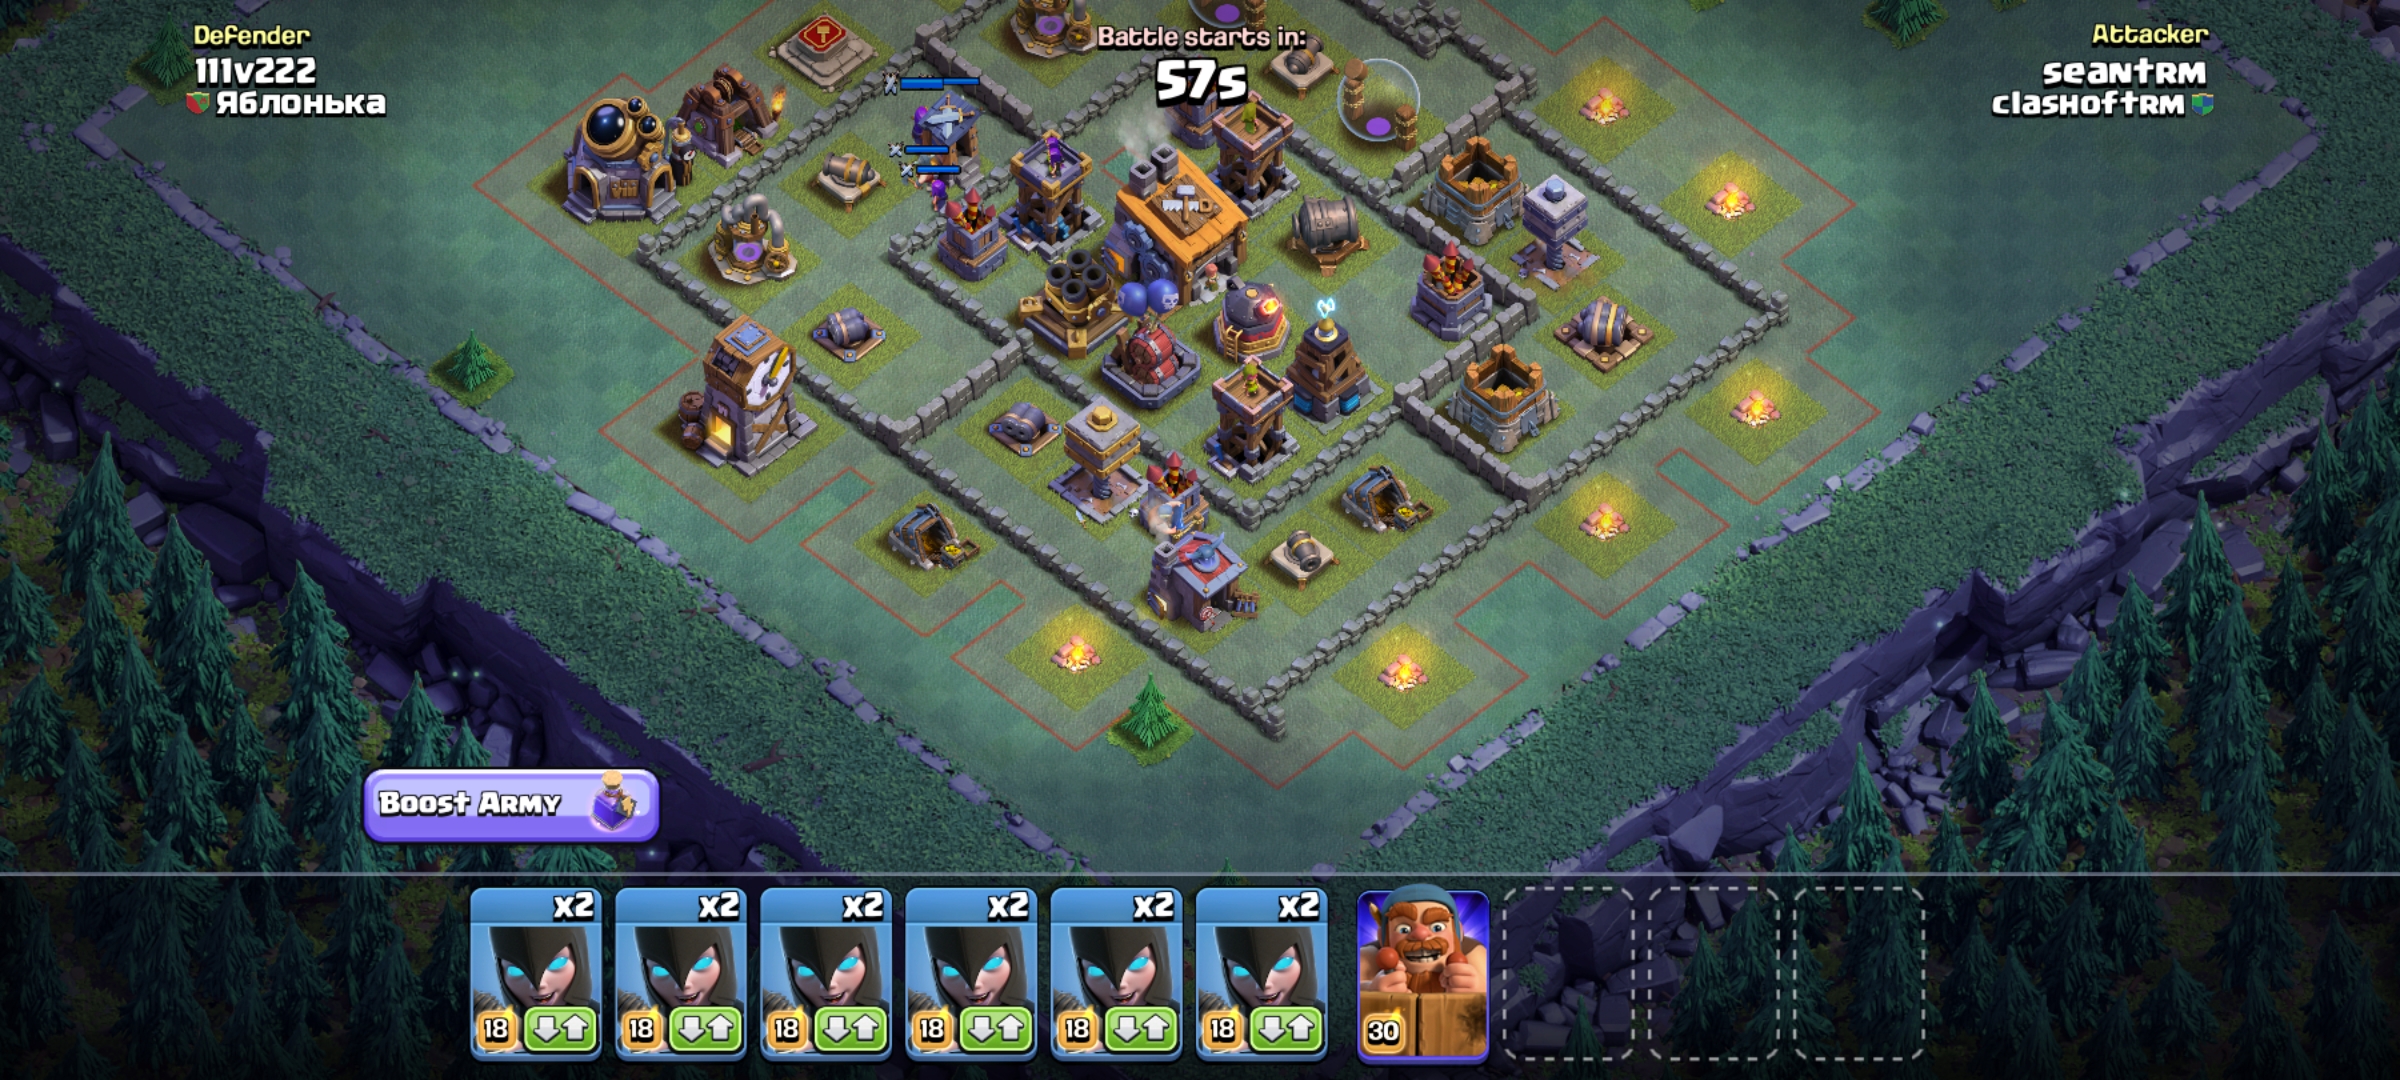 Defender
111v222
Яблонька
Battle starts in:
57s
Attacker
seantRM
clashoftRM
Boost Army
x2
x2
x2
x2
x2
x2
18
18
18
18
18
18
30